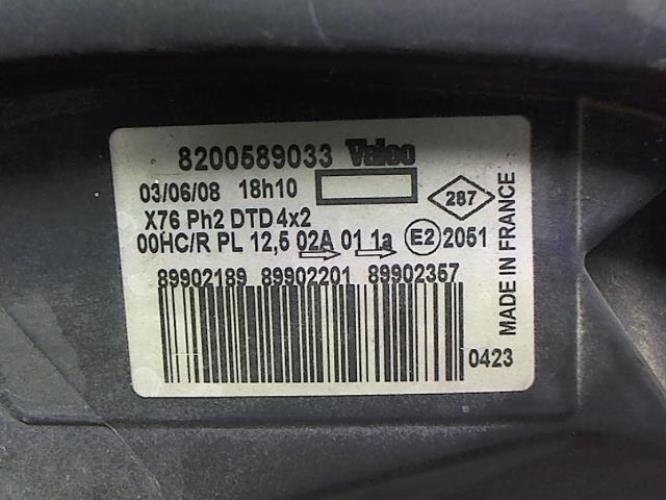 8200589033 Valeo
03/06/08 18h10
287
X76 Ph2 DTD 4x2
00HC/R PL 12,5 02A 01 1a E2 2051
89902189 89902201 89902357
0423
MADE IN FRANCE